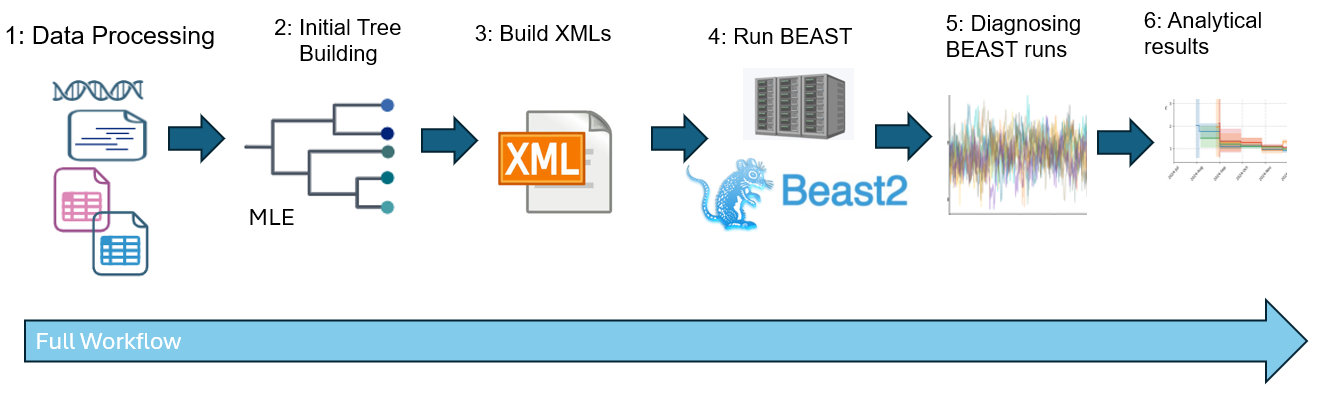 1: Data Processing
2: Initial Tree
Building
3: Build XMLs
4: Run BEAST
5: Diagnosing
BEAST runs
6: Analytical
results
MLE
XML
Beast2
Full Workflow